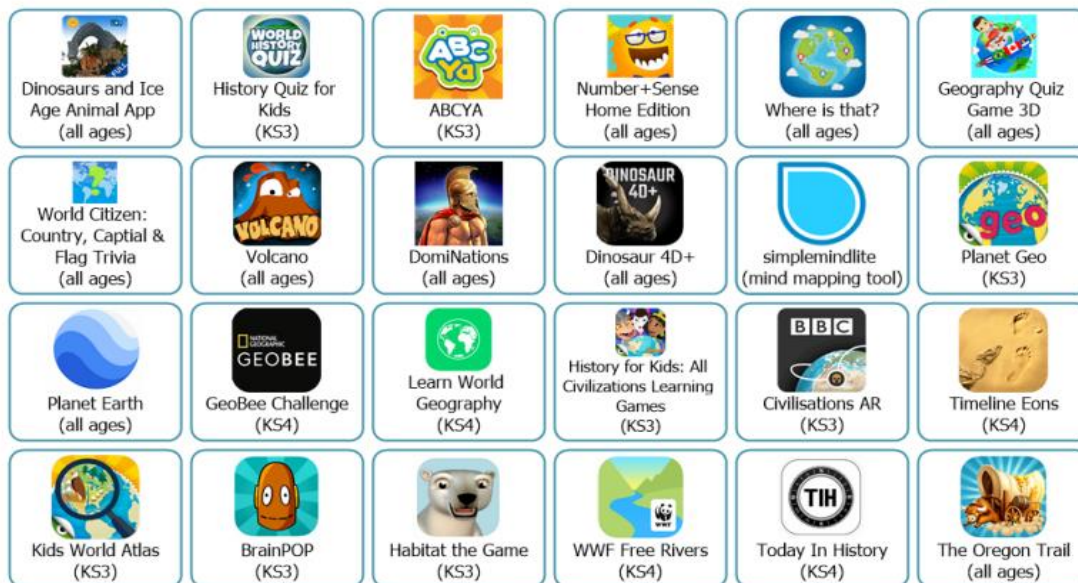 FULL
Dinosaurs and Ice
Age Animal App
(all ages)
WORLD
HISTORY
QUIZ
History Quiz for
Kids
(KS3)
ABC
Ya
ABCYA
(KS3)
Number+Sense
Home Edition
(all ages)
Where is that?
(all ages)
Geography Quiz
Game 3D
(all ages)
World Citizen:
Country, Captial &
Flag Trivia
(all ages)
VOLCANO
Volcano
(all ages)
DomiNations
(all ages)
DINOSAUR
4D+
Dinosaur 4D+
(all ages)
simplemindlite
(mind mapping tool)
geo
Planet Geo
(KS3)
Planet Earth
(all ages)
NATIONAL
GEOGRAPHIC
GEOBEE
GeoBee Challenge
(KS4)
Learn World
Geography
(KS4)
History for Kids: All
Civilizations Learning
Games
(KS3)
BBC
Civilisations AR
(KS3)
Timeline Eons
(KS4)
Kids World Atlas
(KS3)
BrainPOP
(KS3)
Habitat the Game
(KS3)
WWF
WWF Free Rivers
(KS4)
TIH
Today In History
(KS4)
The Oregon Trail
(all ages)